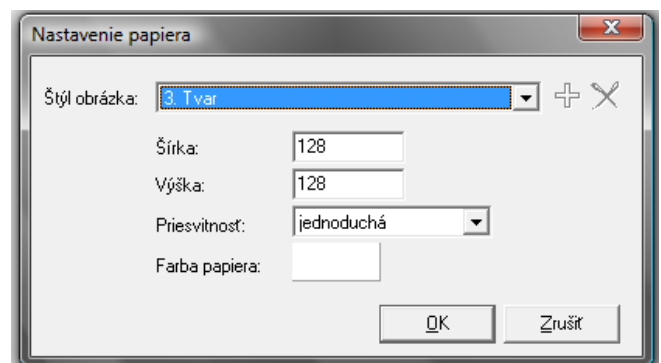 Nastavenie papiera
Štýl obrázka: 3. Tvar
Šírka: 128
Výška: 128
Priesvitnosť: jednoduchá
Farba papiera:
OK Zrušiť